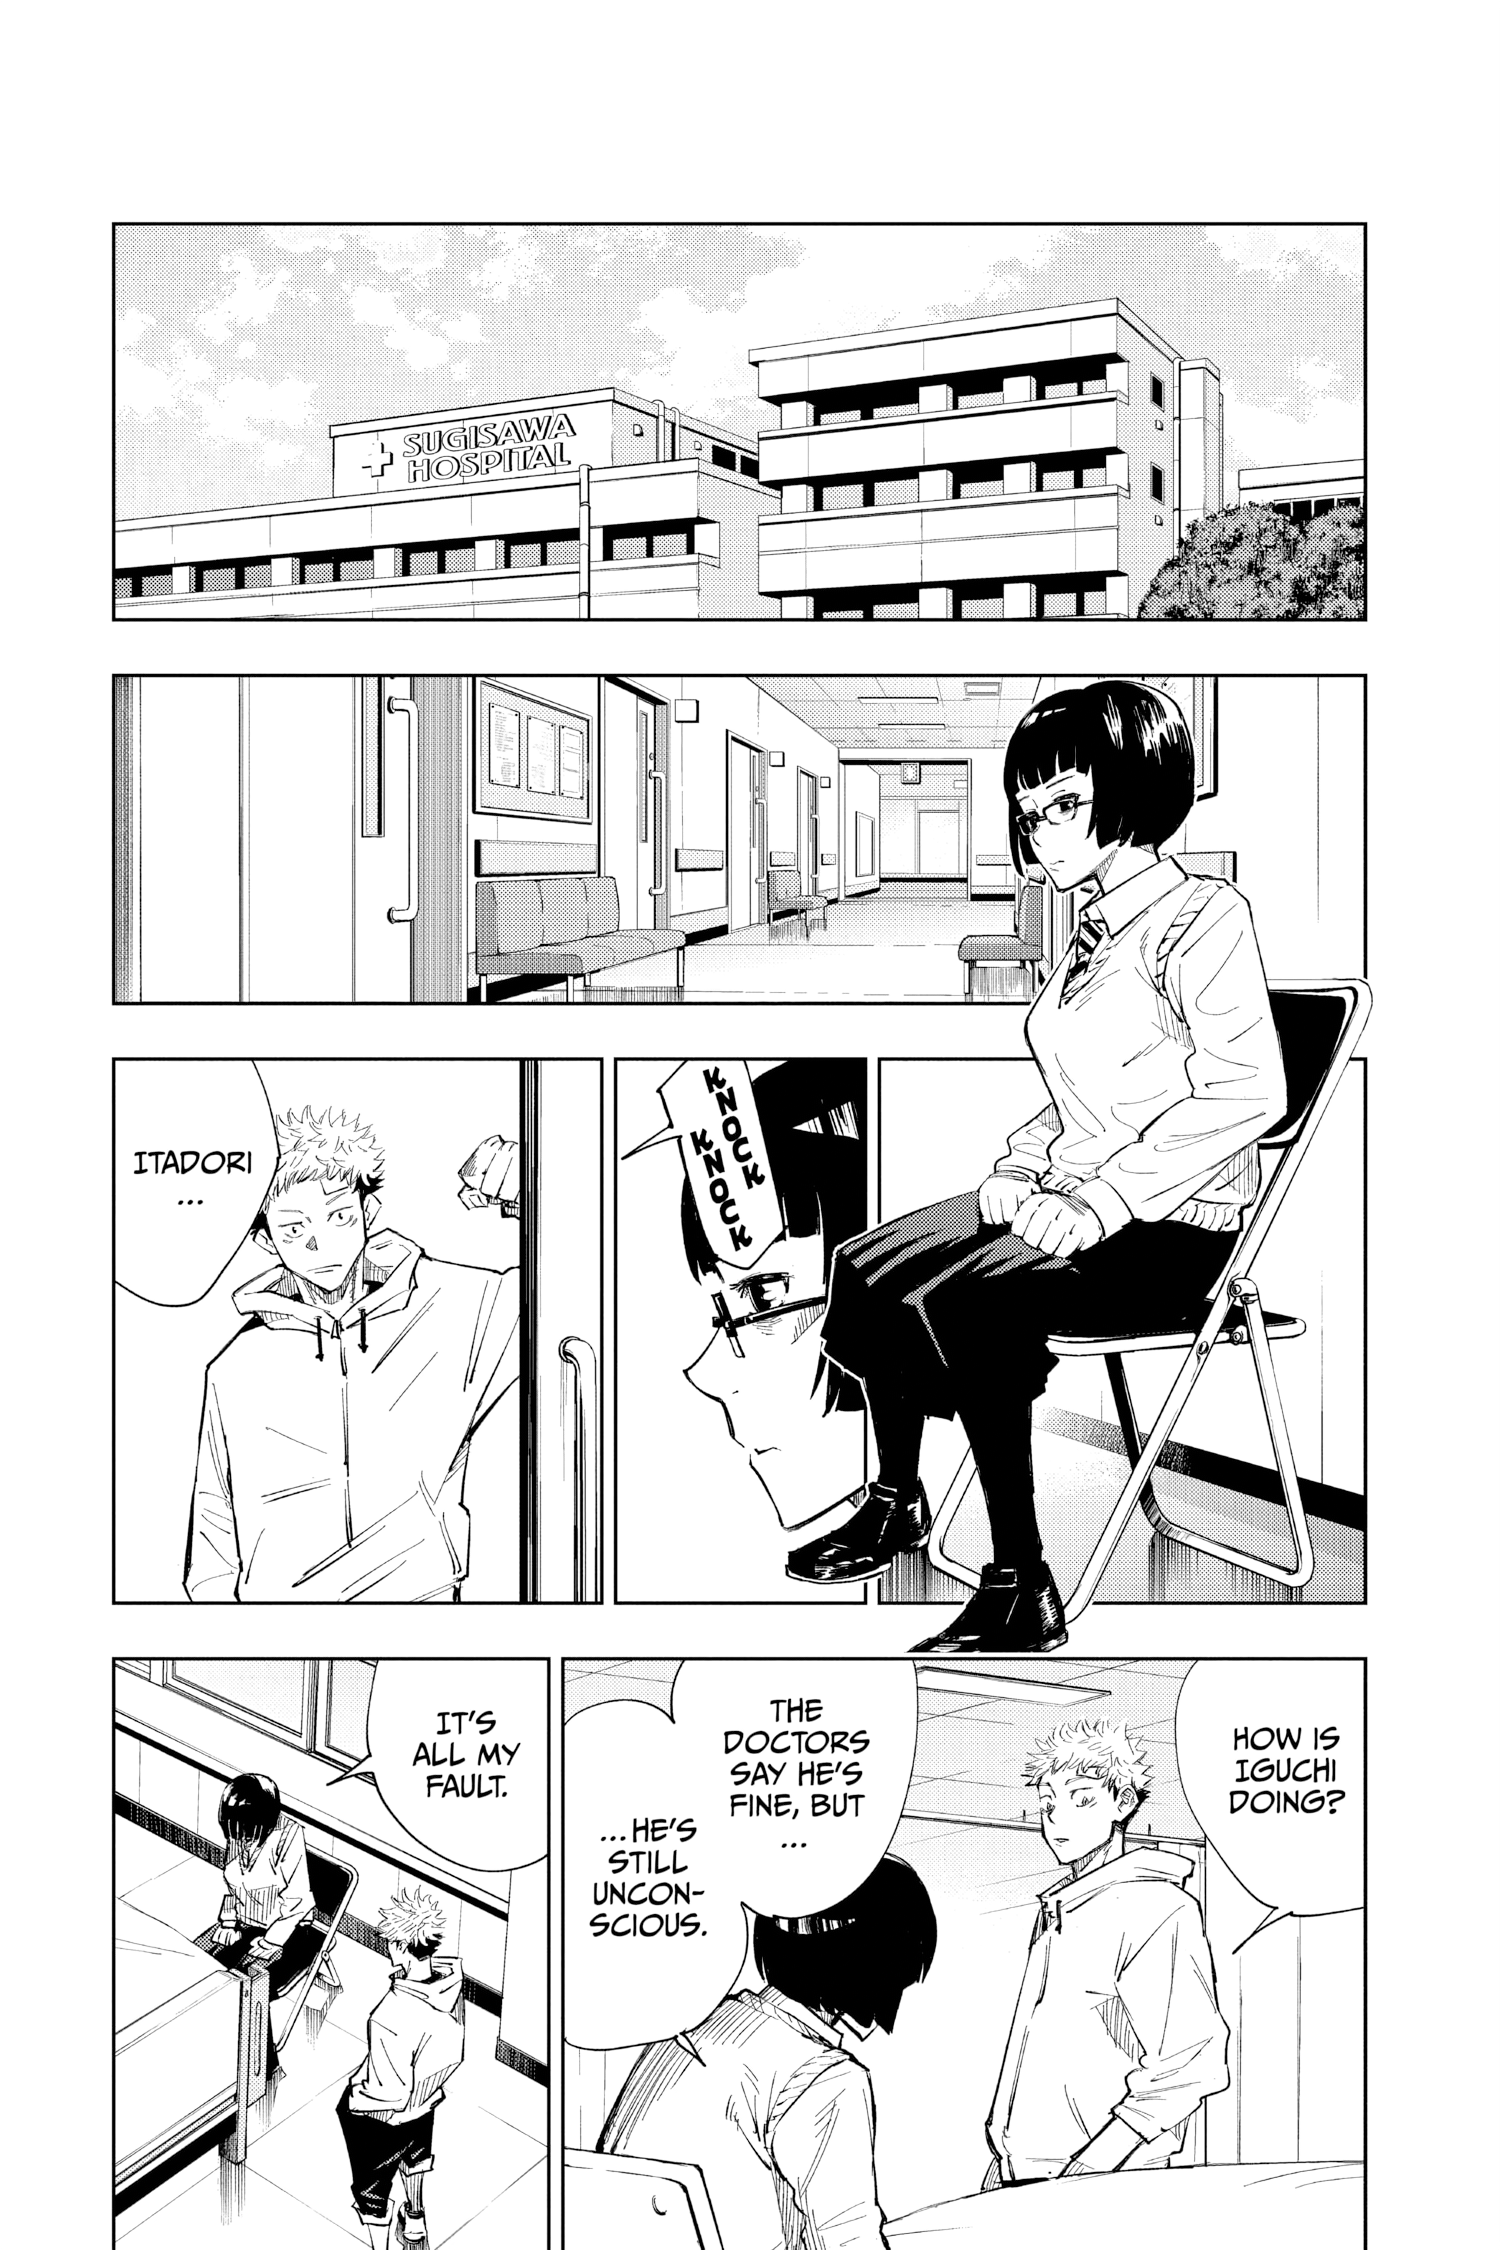 SUGISAWA
HOSPITAL
KNOCK
KNOCK
ITADORI
...
HOW IS
IGUCHI
DOING?
THE
DOCTORS
SAY HE'S
FINE, BUT
...
...HE'S
STILL
UNCON-
SCIOUS.
IT'S
ALL MY
FAULT.